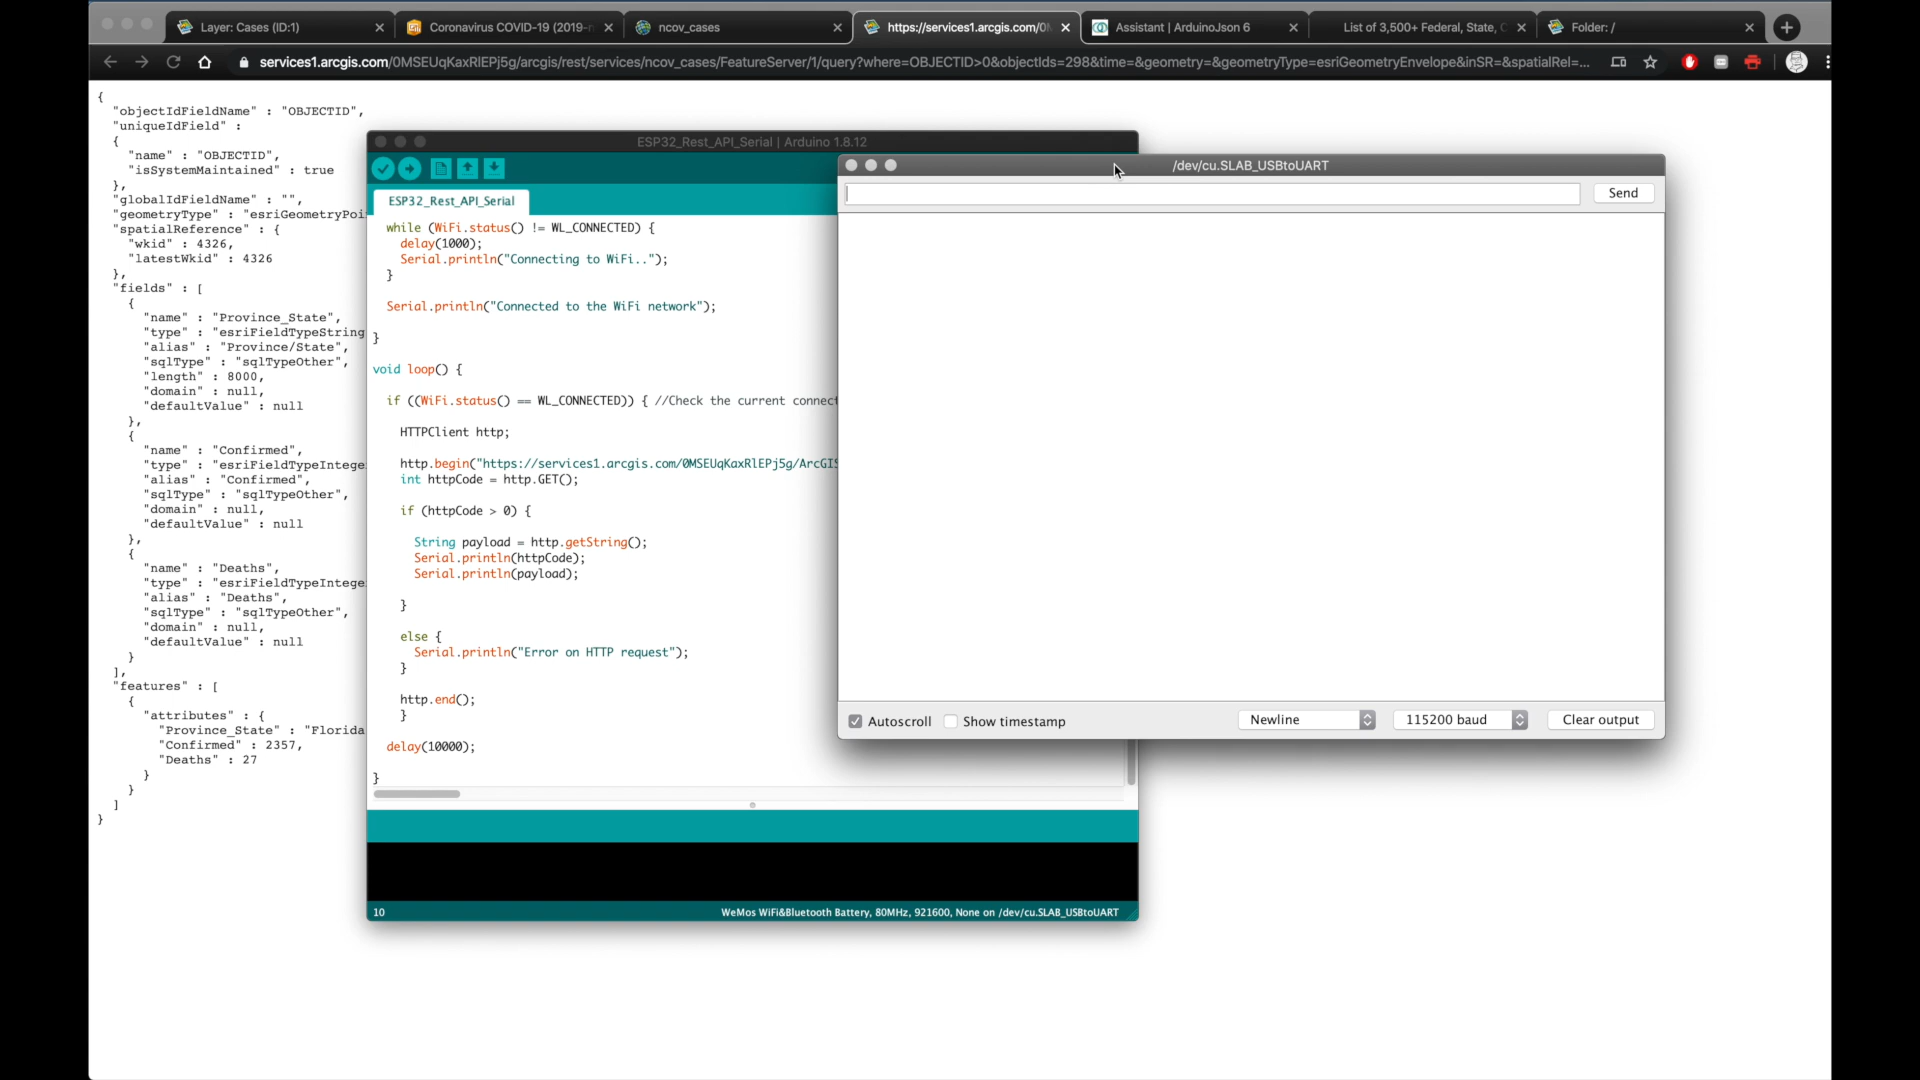 Layer: Cases (ID:1)
Coronavirus COVID-19 (2019-n
ncov_cases
https://services1.arcgis.com/0M
Assistant | ArduinoJson 6
List of 3,500+ Federal, State, C
Folder: /
services1.arcgis.com/0MSEUqKaxRlEPj5g/arcgis/rest/services/ncov_cases/FeatureServer/1/query?where=OBJECTID>0&objectIds=298&time=&geometry=&geometryType=esriGeometryEnvelope&inSR=&spatialRel=...
{
"objectIdFieldName" : "OBJECTID",
"uniqueIdField" :
{
"name" : "OBJECTID",
"isSystemMaintained" : true
},
"globalIdFieldName" : "",
"geometryType" : "esriGeometryPoi
"spatialReference" : {
"wkid" : 4326,
"latestWkid" : 4326
},
"fields" : [
{
"name" : "Province_State",
"type" : "esriFieldTypeString
"alias" : "Province/State",
"sqlType" : "sqlTypeOther",
"length" : 8000,
"domain" : null,
"defaultValue" : null
},
{
"name" : "Confirmed",
"type" : "esriFieldTypeInteger
"alias" : "Confirmed",
"sqlType" : "sqlTypeOther",
"domain" : null,
"defaultValue" : null
},
{
"name" : "Deaths",
"type" : "esriFieldTypeInteger
"alias" : "Deaths",
"sqlType" : "sqlTypeOther",
"domain" : null,
"defaultValue" : null
}
],
"features" : [
{
"attributes" : {
"Province_State" : "Florida
"Confirmed" : 2357,
"Deaths" : 27
}
}
]
}
ESP32_Rest_API_Serial | Arduino 1.8.12
ESP32_Rest_API_Serial
while (WiFi.status() != WL_CONNECTED) {
delay(1000);
Serial.println("Connecting to WiFi..");
}
Serial.println("Connected to the WiFi network");
}
void loop() {
if ((WiFi.status() == WL_CONNECTED)) { //Check the current connect
HTTPClient http;
http.begin("https://services1.arcgis.com/0MSEUqKaxRlEPj5g/ArcGIS
int httpCode = http.GET();
if (httpCode > 0) {
String payload = http.getString();
Serial.println(httpCode);
Serial.println(payload);
}
else {
Serial.println("Error on HTTP request");
}
http.end();
}
delay(10000);
}
10
WeMos WiFi&Bluetooth Battery, 80MHz, 921600, None on /dev/cu.SLAB_USBtoUART
/dev/cu.SLAB_USBtoUART
Send
Autoscroll
Show timestamp
Newline
115200 baud
Clear output